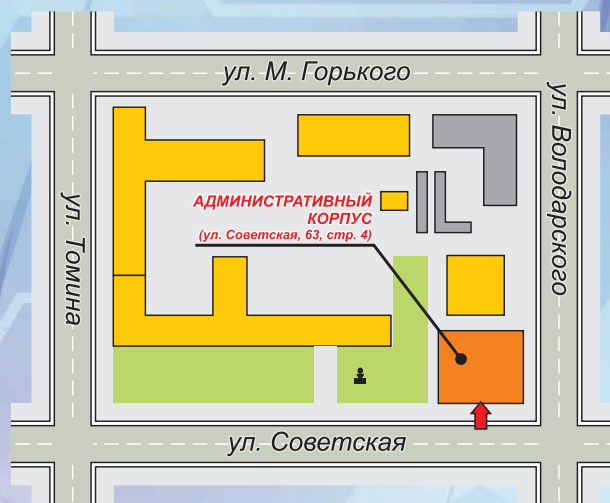 ул. М. Горького
ул. Володарского
АДМИНИСТРАТИВНЫЙ
КОРПУС
(ул. Советская, 63, стр. 4)
ул. Томина
ул. Советская